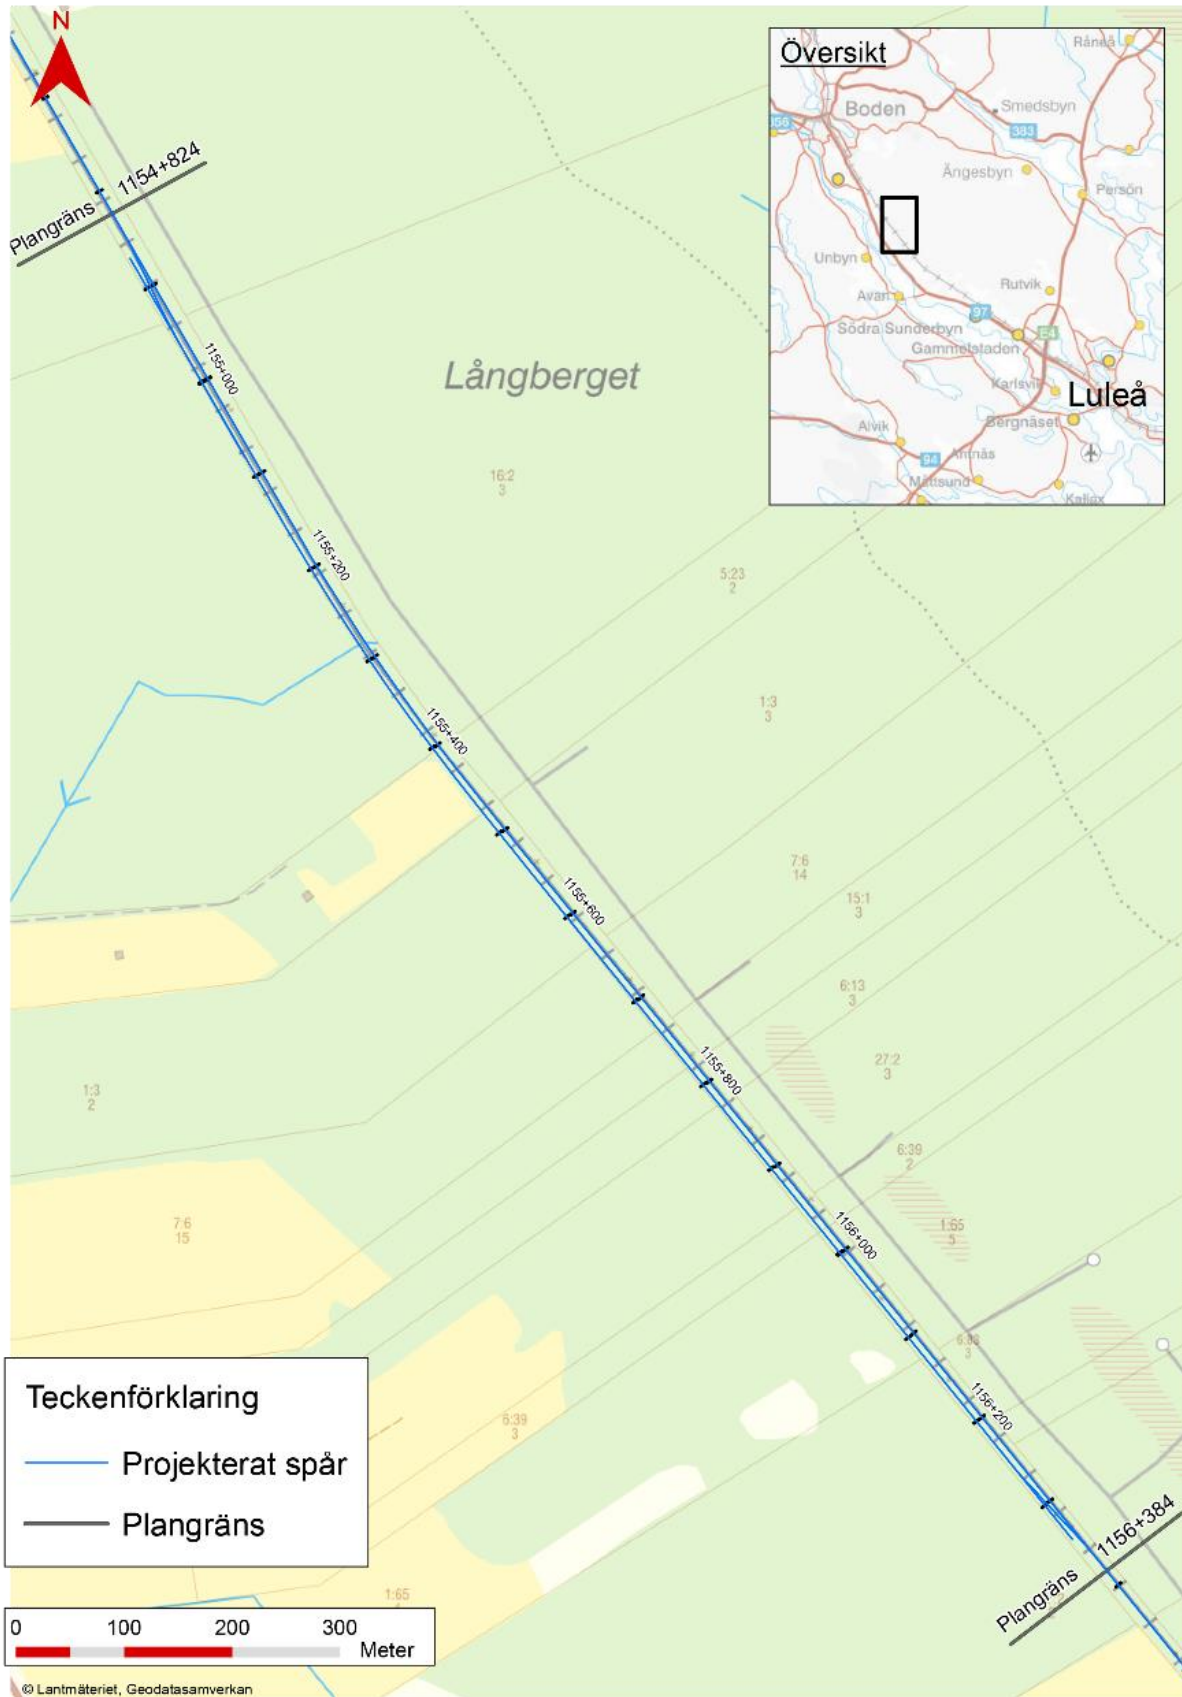 N
Plangräns
1154+824
1155+000
Långberget
16:2
3
1155+200
5:23
2
1:3
3
1155+400
7:6
14
15:1
3
1155+600
6:13
3
27:2
3
1155+800
1:3
2
6:39
2
7:6
15
1156+000
1:65
5
6:83
3
1156+200
6:39
3
1:65
Plangräns
1156+384
Översikt
Råneå
Boden
Smedsbyn
356
383
Ängesbyn
Persön
Unbyn
Avan
Rutvik
97
Södra Sunderbyn
E4
Gammelstaden
Karlsvik
Luleå
Bergnäset
Alvik
94
Antnäs
Måttsund
Kallax
Teckenförklaring
Projekterat spår
Plangräns
0 100 200 300
Meter
© Lantmäteriet, Geodatasamverkan